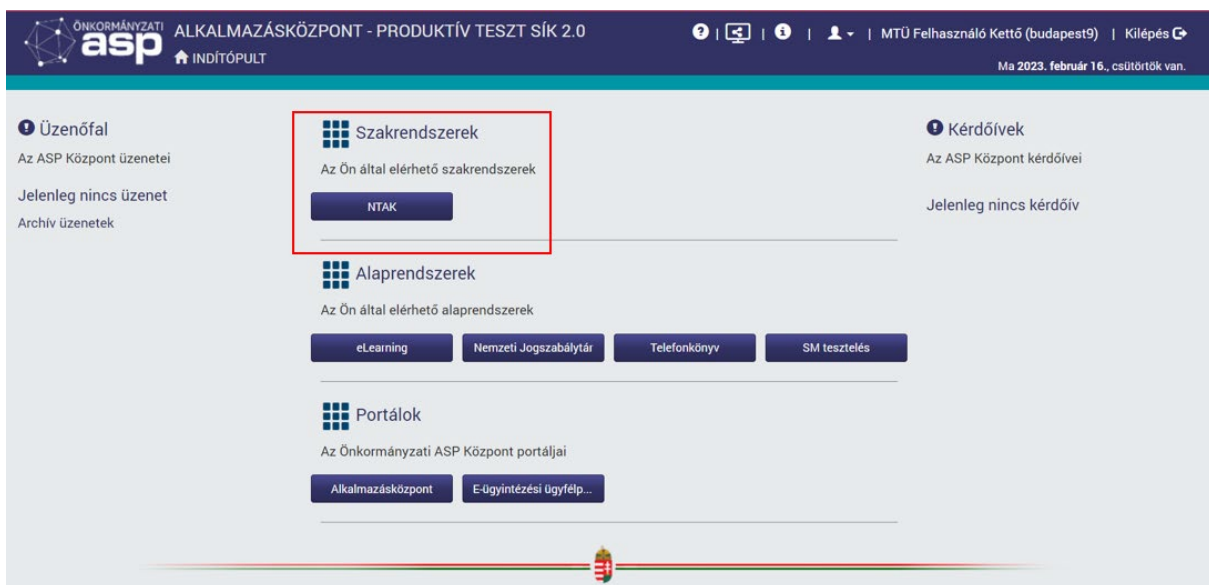 ÖNKORMÁNYZATI
asp
ALKALMAZÁSKÖZPONT - PRODUKTÍV TESZT SÍK 2.0
INDÍTÓPULT
? | | i | | MTÜ Felhasználó Kettő (budapest9) | Kilépés
Ma 2023. február 16., csütörtök van.
Üzenőfal
Az ASP Központ üzenetei
Jelenleg nincs üzenet
Archív üzenetek
Szakrendszerek
Az Ön által elérhető szakrendszerek
NTAK
Alaprendszerek
Az Ön által elérhető alaprendszerek
eLearning Nemzeti Jogszabálytár Telefonkönyv SM tesztelés
Portálok
Az Önkormányzati ASP Központ portáljai
Alkalmazásközpont E-ügyintézési ügyfélp...
Kérdőívek
Az ASP Központ kérdőívei
Jelenleg nincs kérdőív